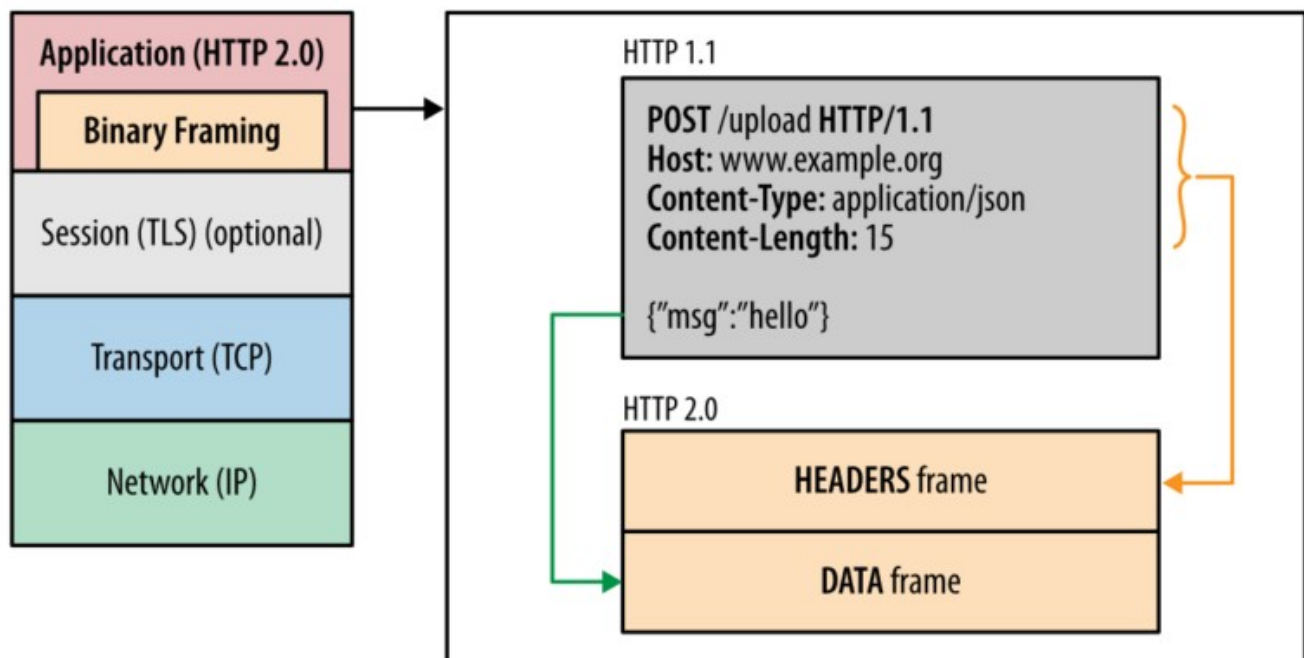 Application (HTTP 2.0)
Binary Framing
Session (TLS) (optional)
Transport (TCP)
Network (IP)
HTTP 1.1
POST /upload HTTP/1.1
Host: www.example.org
Content-Type: application/json
Content-Length: 15
{”msg”:”hello”}
HTTP 2.0
HEADERS frame
DATA frame